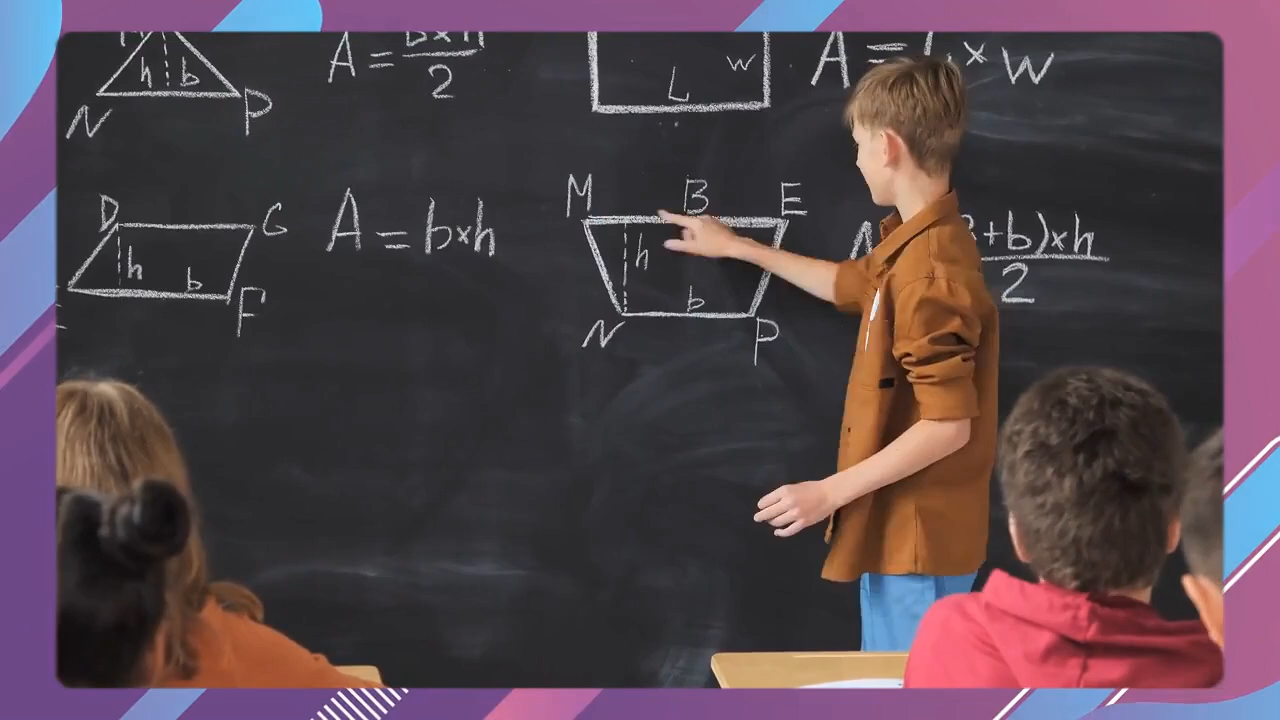 h b
A = b×h
2
N P
L w
A = L × w
D G
h b
F
A = b×h
M B E
h b
N P
+b)×h
2